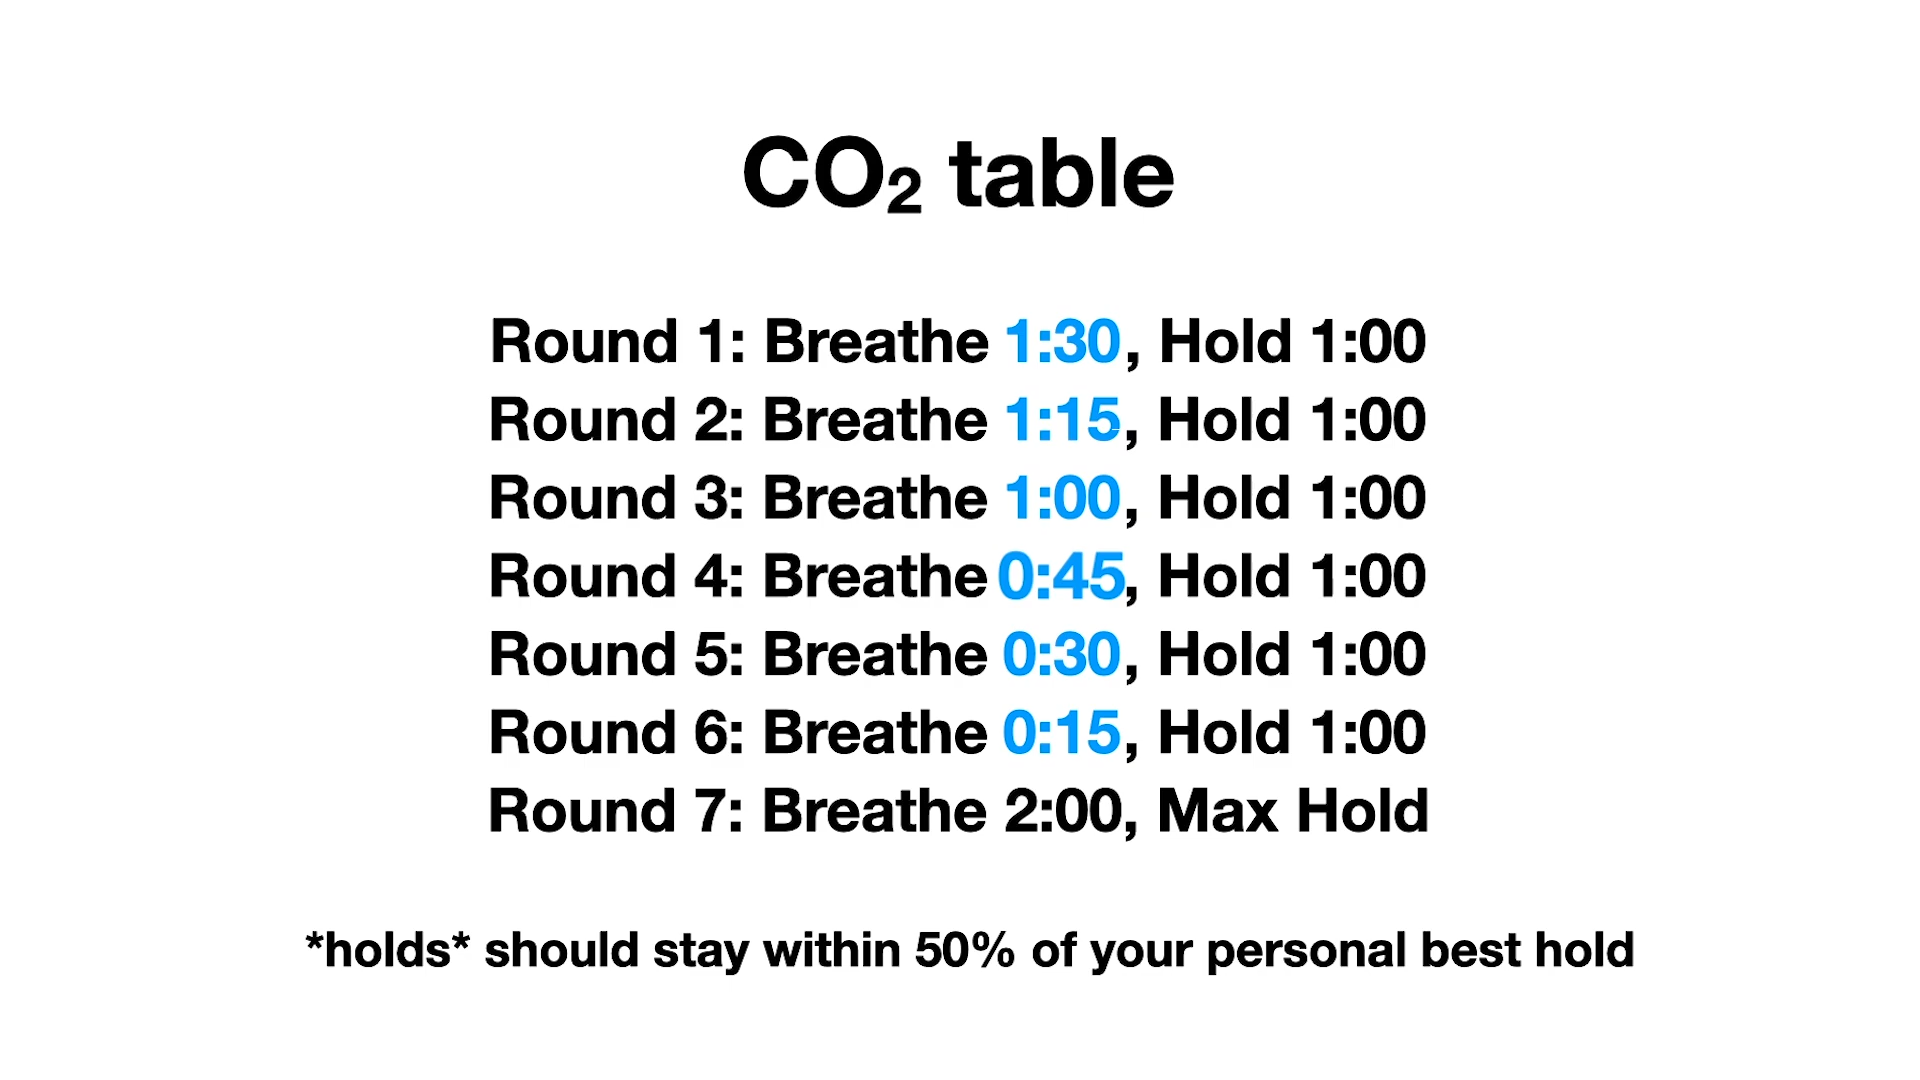 CO₂ table
Round 1: Breathe 1:30, Hold 1:00
Round 2: Breathe 1:15, Hold 1:00
Round 3: Breathe 1:00, Hold 1:00
Round 4: Breathe 0:45, Hold 1:00
Round 5: Breathe 0:30, Hold 1:00
Round 6: Breathe 0:15, Hold 1:00
Round 7: Breathe 2:00, Max Hold
*holds* should stay within 50% of your personal best hold